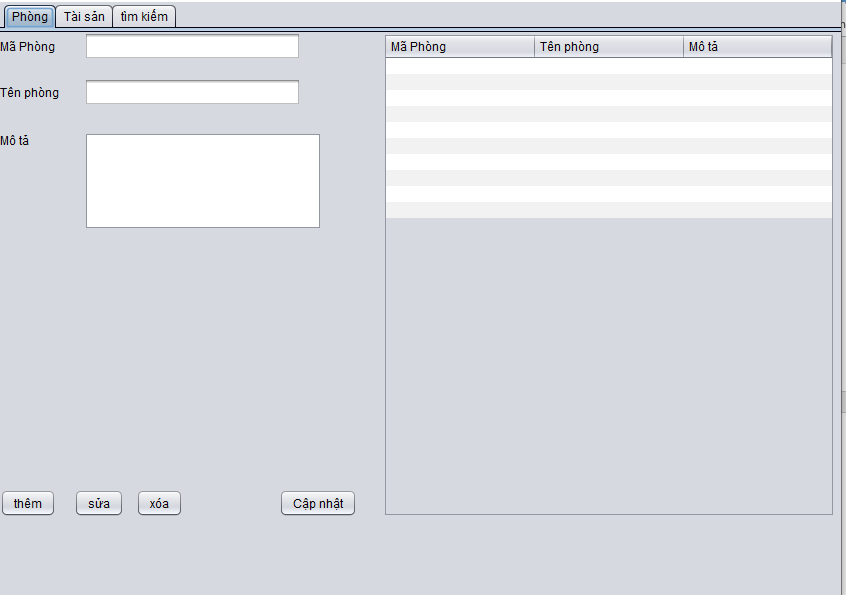 Phòng Tài sản tìm kiếm
Mã Phòng
Tên phòng
Mô tả
Mã Phòng Tên phòng Mô tả
thêm sửa xóa Cập nhật